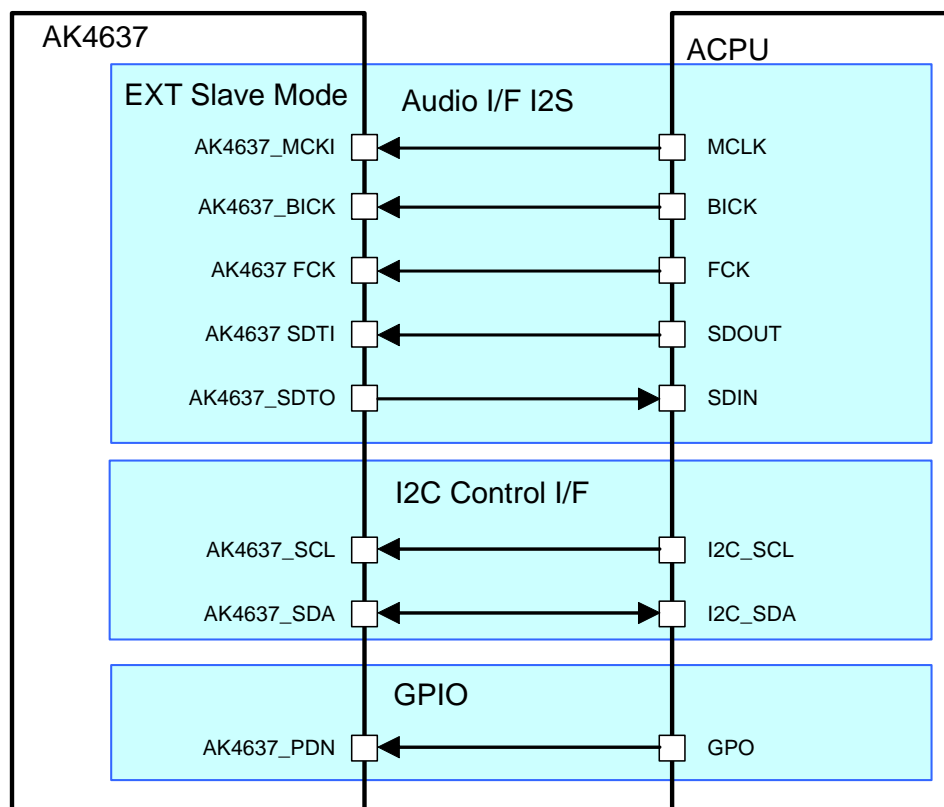 AK4637
ACPU
EXT Slave Mode
Audio I/F I2S
AK4637_MCKI
MCLK
AK4637_BICK
BICK
AK4637 FCK
FCK
AK4637 SDTI
SDOUT
AK4637_SDTO
SDIN
I2C Control I/F
AK4637_SCL
I2C_SCL
AK4637_SDA
I2C_SDA
GPIO
AK4637_PDN
GPO